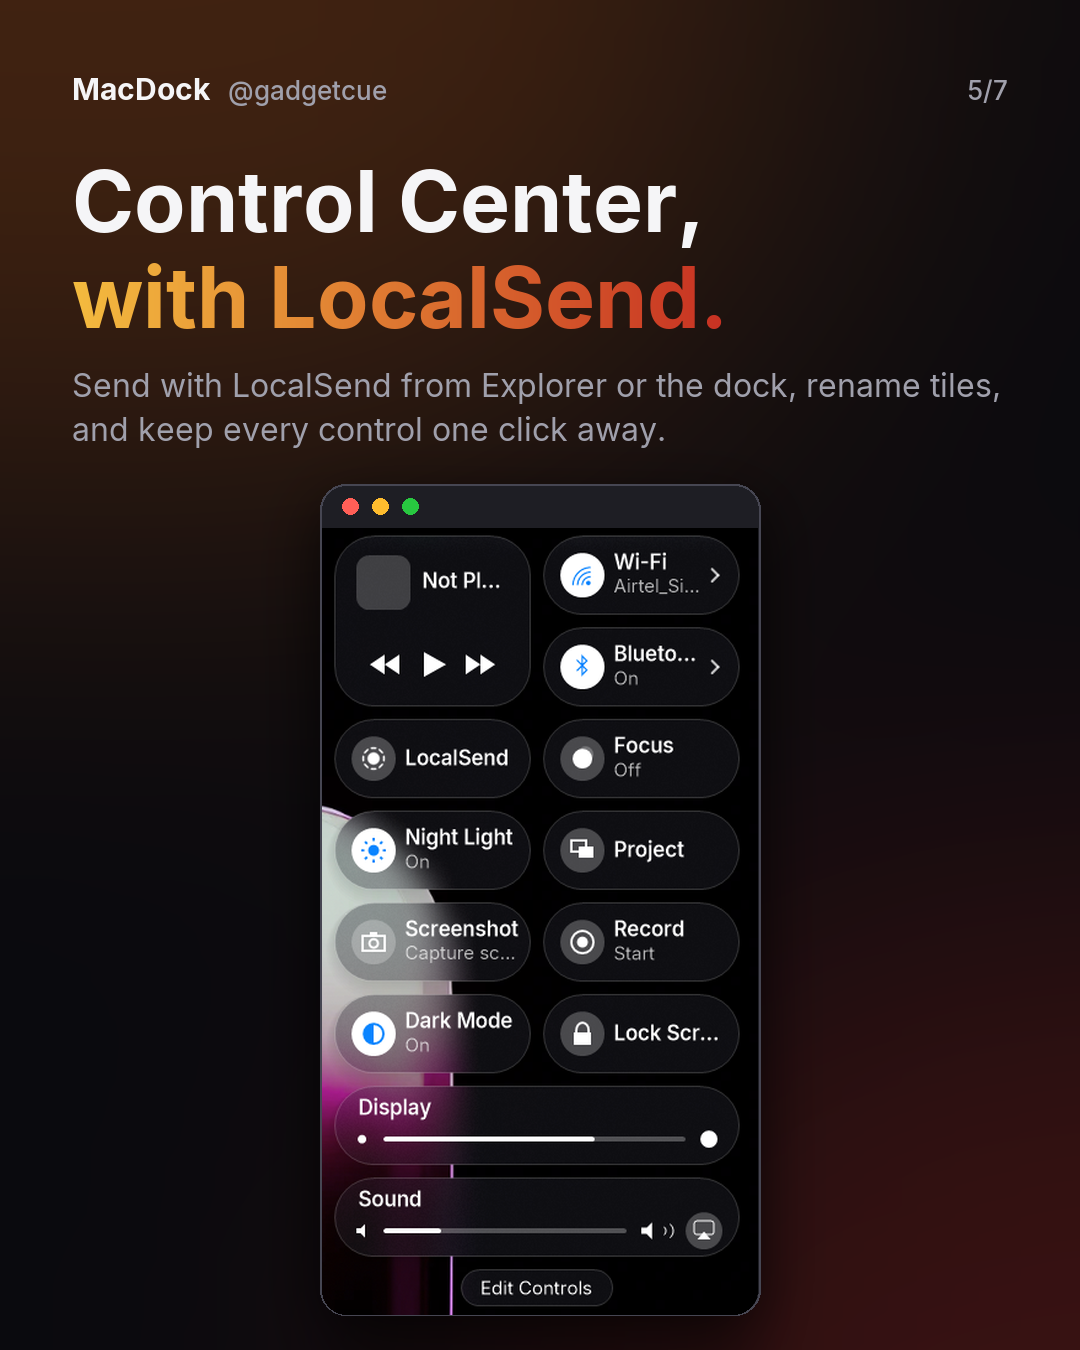 MacDock @gadgetcue 5/7
Control Center,
with LocalSend.
Send with LocalSend from Explorer or the dock, rename tiles,
and keep every control one click away.
Not Pl...
Wi-Fi
Airtel_Si...
Blueto...
On
LocalSend
Focus
Off
Night Light
On
Project
Screenshot
Capture sc...
Record
Start
Dark Mode
On
Lock Scr...
Display
Sound
Edit Controls